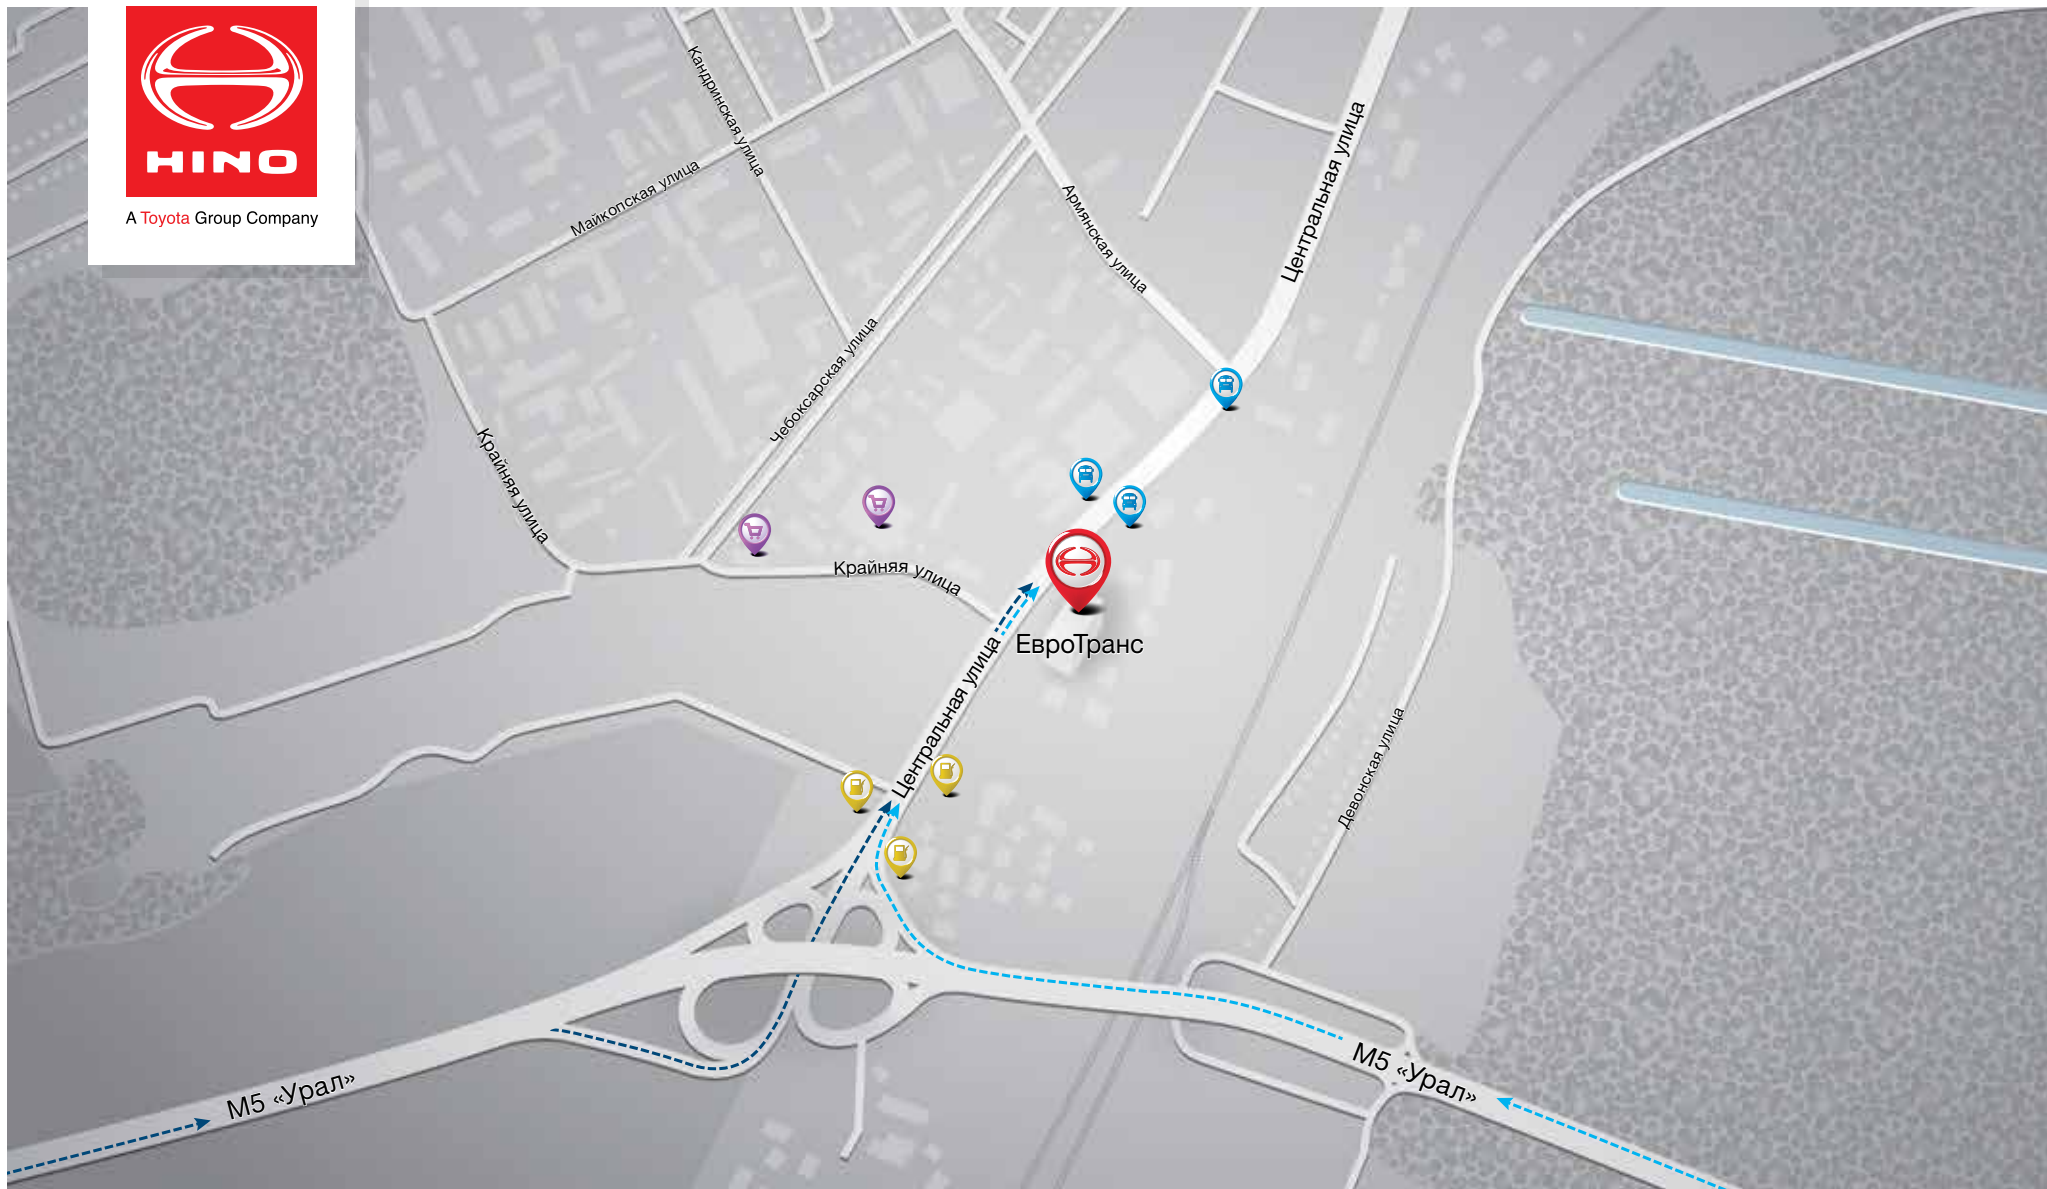 HINO
A Toyota Group Company
Кандринская улица
Майкопская улица
Армянская улица
Центральная улица
Чебоксарская улица
Крайняя улица
Крайняя улица
ЕвроТранс
Центральная улица
Девонская улица
М5 «Урал»
М5 «Урал»